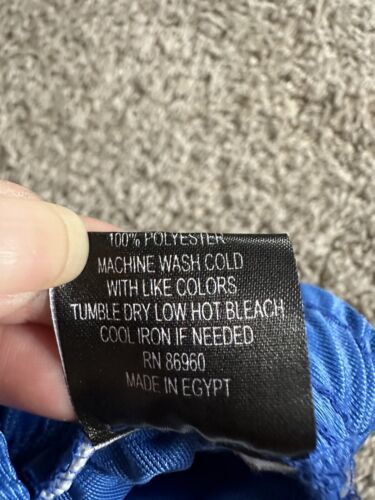 100% POLYESTER
MACHINE WASH COLD
WITH LIKE COLORS
TUMBLE DRY LOW HOT BLEACH
COOL IRON IF NEEDED
RN 86960
MADE IN EGYPT